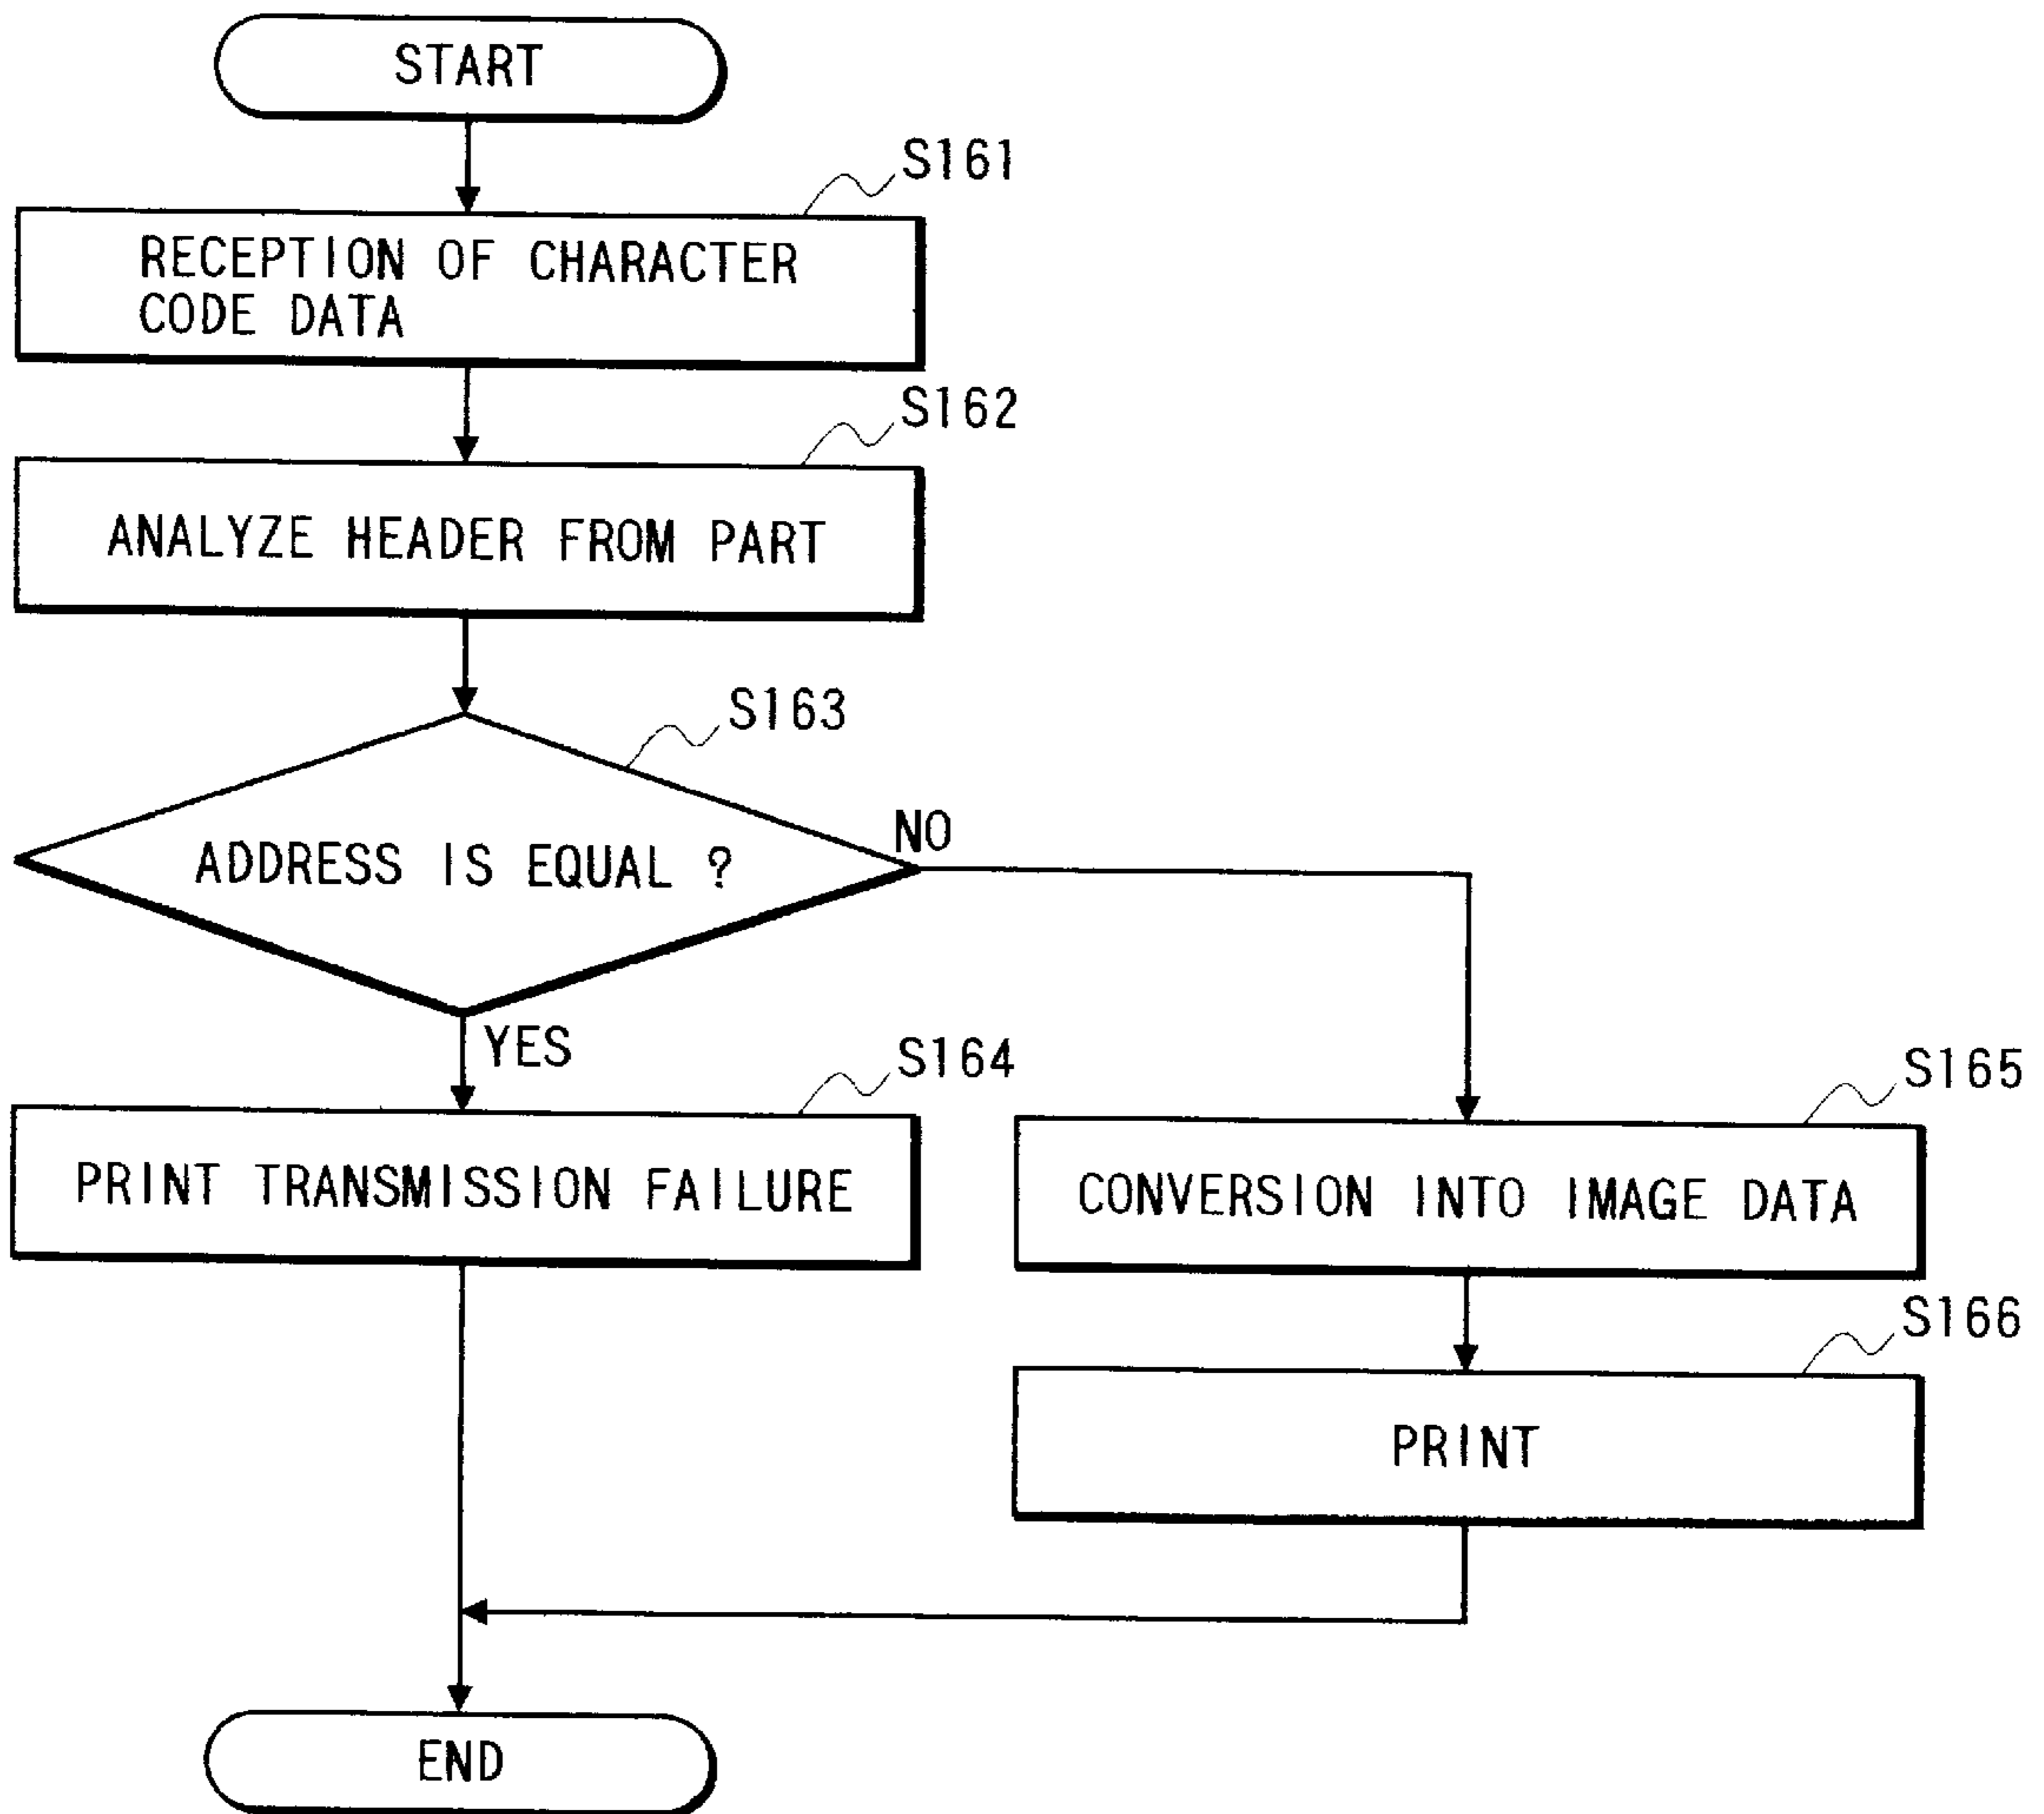 START
S161
RECEPTION OF CHARACTER
CODE DATA
S162
ANALYZE HEADER FROM PART
S163
ADDRESS IS EQUAL ?
NO
YES
S164
PRINT TRANSMISSION FAILURE
S165
CONVERSION INTO IMAGE DATA
S166
PRINT
END